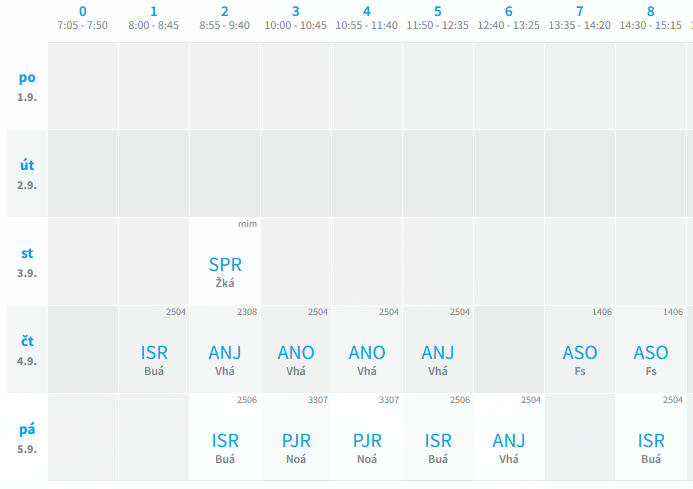 0 1 2 3 4 5 6 7 8
7:05 - 7:50 8:00 - 8:45 8:55 - 9:40 10:00 - 10:45 10:55 - 11:40 11:50 - 12:35 12:40 - 13:25 13:35 - 14:20 14:30 - 15:15
po
1.9.
út
2.9.
mim
st SPR
3.9. Žká
2504 2308 2504 2504 2504 1406 1406
čt ISR ANJ ANO ANO ANJ ASO ASO
4.9. Buá Vhá Vhá Vhá Vhá Fs Fs
2506 3307 3307 2506 2504 2504
pá ISR PJR PJR ISR ANJ ISR
5.9. Buá Noá Noá Buá Vhá Buá